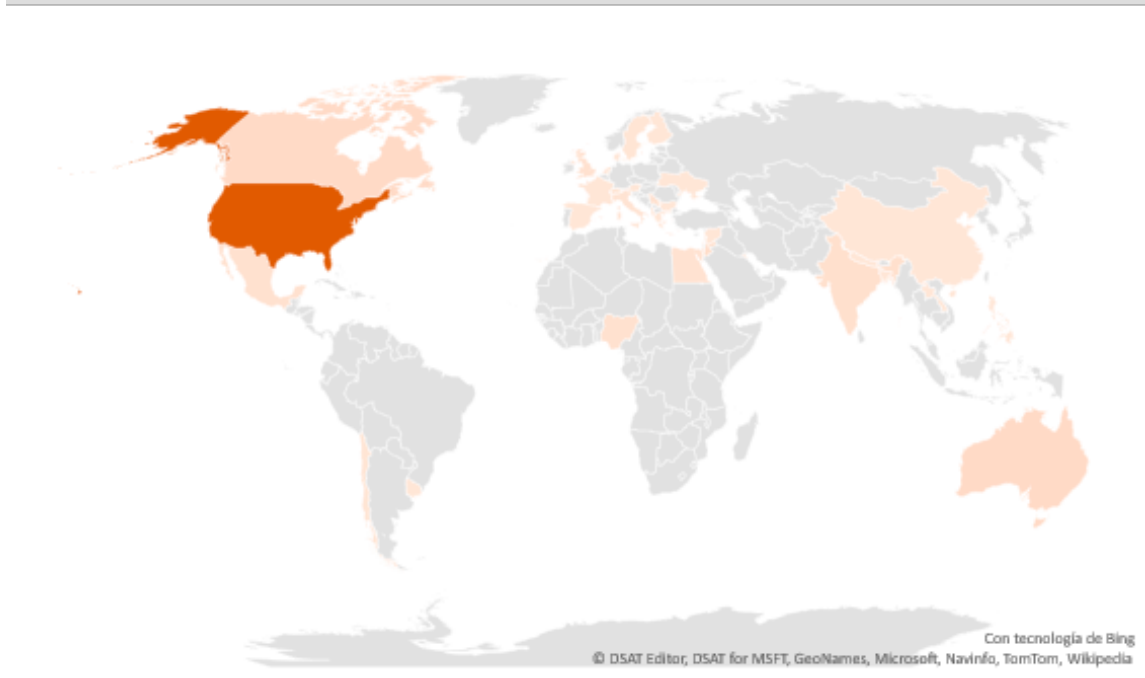 Con tecnología de Bing
© DSAT Editor, DSAT for MSFT, GeoNames, Microsoft, Navinfo, TomTom, Wikipedia